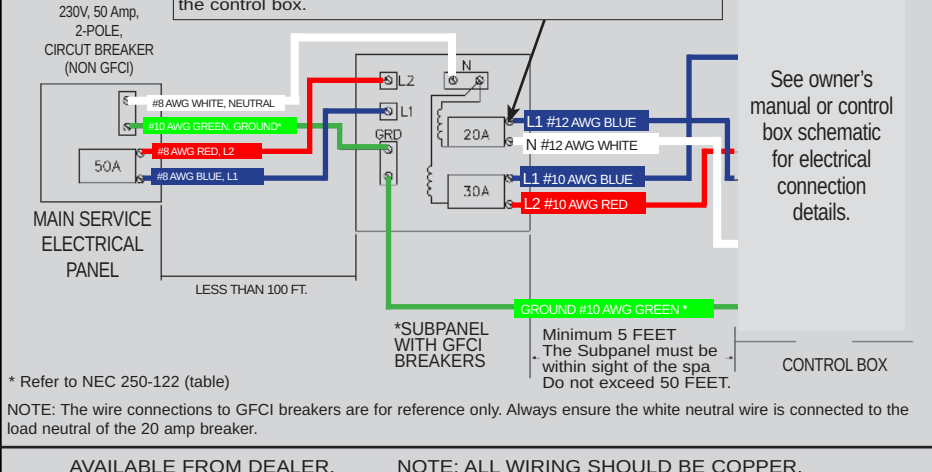 the control box.
230V, 50 Amp,
2-POLE,
CIRCUT BREAKER
(NON GFCI)
#8 AWG WHITE, NEUTRAL
#10 AWG GREEN, GROUND*
#8 AWG RED, L2
#8 AWG BLUE, L1
50A
MAIN SERVICE
ELECTRICAL
PANEL
LESS THAN 100 FT.
N
L2
L1
GRD
20A
30A
L1 #12 AWG BLUE
N #12 AWG WHITE
L1 #10 AWG BLUE
L2 #10 AWG RED
GROUND #10 AWG GREEN *
*SUBPANEL
WITH GFCI
BREAKERS
Minimum 5 FEET
The Subpanel must be
within sight of the spa
Do not exceed 50 FEET.
See owner's
manual or control
box schematic
for electrical
connection
details.
CONTROL BOX
* Refer to NEC 250-122 (table)
NOTE: The wire connections to GFCI breakers are for reference only. Always ensure the white neutral wire is connected to the
load neutral of the 20 amp breaker.
AVAILABLE FROM DEALER.
NOTE: ALL WIRING SHOULD BE COPPER.